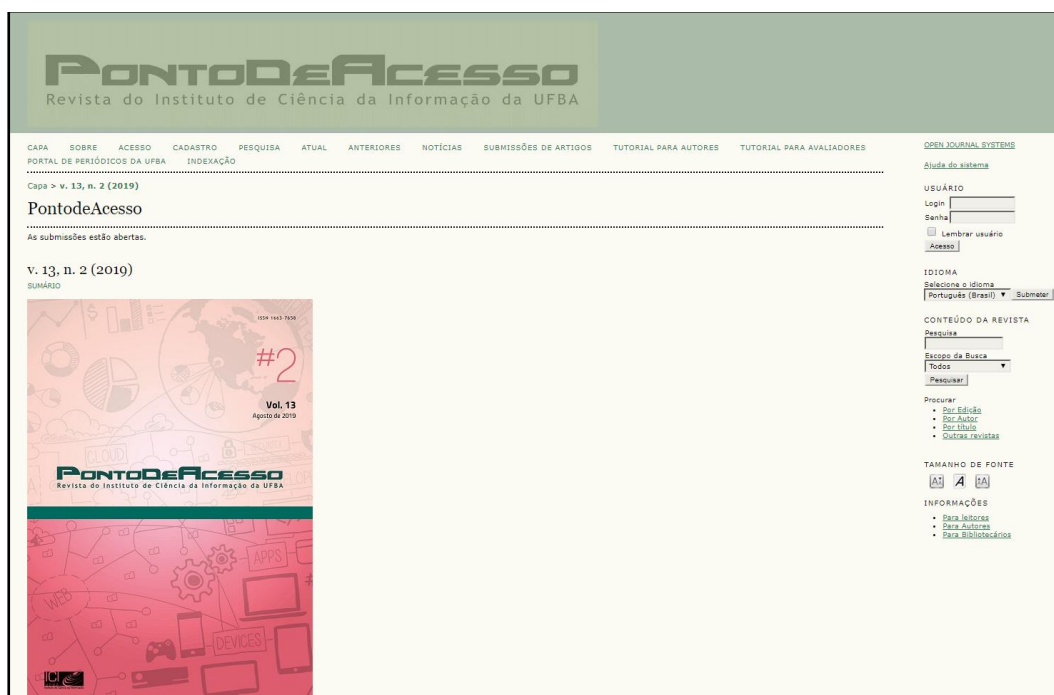 PontoDeAcesso
Revista do Instituto de Ciência da Informação da UFBA
CAPA SOBRE ACESSO CADASTRO PESQUISA ATUAL ANTERIORES NOTÍCIAS SUBMISSÕES DE ARTIGOS TUTORIAL PARA AUTORES TUTORIAL PARA AVALIADORES
PORTAL DE PERIÓDICOS DA UFBA INDEXAÇÃO
Capa > v. 13, n. 2 (2019)
PontodeAcesso
As submissões estão abertas.
v. 13, n. 2 (2019)
SUMÁRIO
#2
Vol. 13
Agosto de 2019
CLOUD
PontoDeAcesso
Revista do Instituto de Ciência da Informação da UFBA
APPS
WEB
DEVICES
ICI
OPEN JOURNAL SYSTEMS
Ajuda do sistema
USUÁRIO
Login
Senha
Lembrar usuário
Acesso
IDIOMA
Selecione o idioma
Português (Brasil) Submeter
CONTEÚDO DA REVISTA
Pesquisa
Escopo da Busca
Todos
Pesquisar
Procurar
Por Edição
Por Autor
Por título
Outras revistas
TAMANHO DE FONTE
A A A
INFORMAÇÕES
Para leitores
Para Autores
Para Bibliotecários